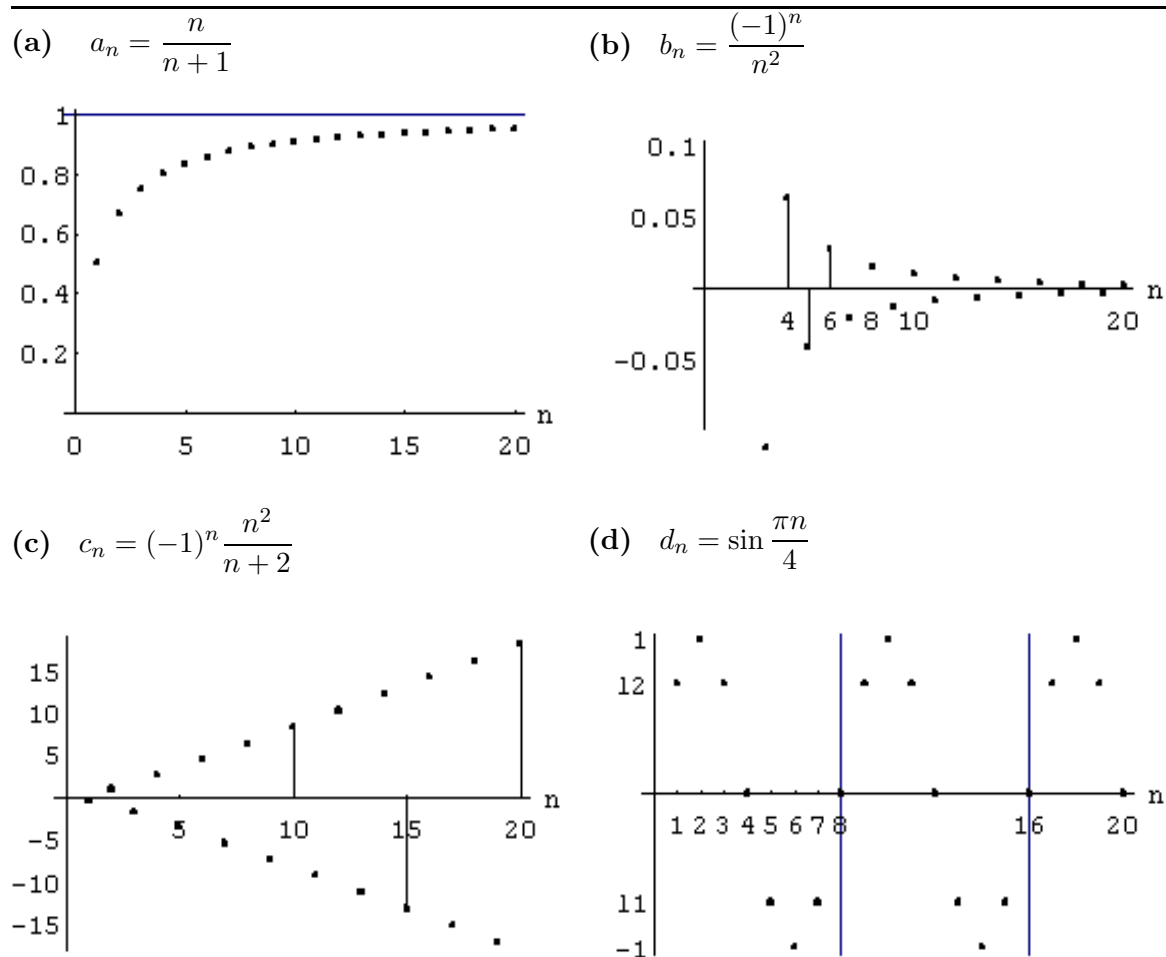 (a) a_n = n/(n + 1)
(b) b_n = (-1)^n/n^2
1
0.8
0.6
0.4
0.2
0 5 10 15 20 n
0.1
0.05
-0.05
4 6 8 10 20 n
(c) c_n = (-1)^n n^2/(n + 2)
(d) d_n = sin πn/4
15
10
5
-5
-10
-15
5 10 15 20 n
1
l2
l1
-1
1 2 3 4 5 6 7 8 16 20 n